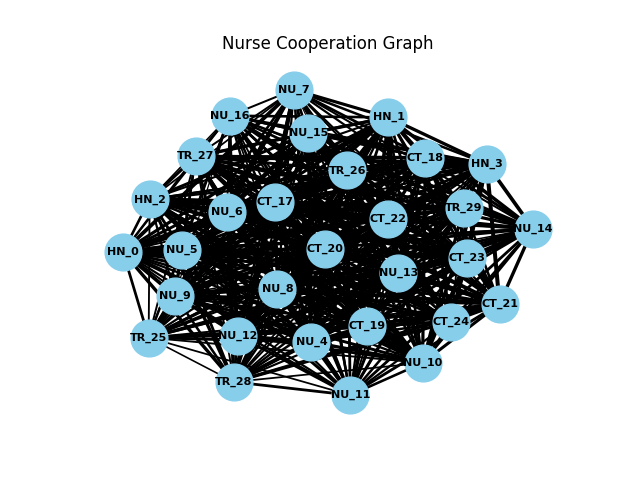 Nurse Cooperation Graph
NU_7
NU_16
HN_1
NU_15
TR_27
CT_18
HN_3
TR_26
HN_2
CT_17
NU_6
TR_29
CT_22
NU_14
HN_0
NU_5
CT_20
CT_23
NU_13
NU_9
NU_8
CT_21
CT_24
CT_19
TR_25
NU_12
NU_4
NU_10
TR_28
NU_11